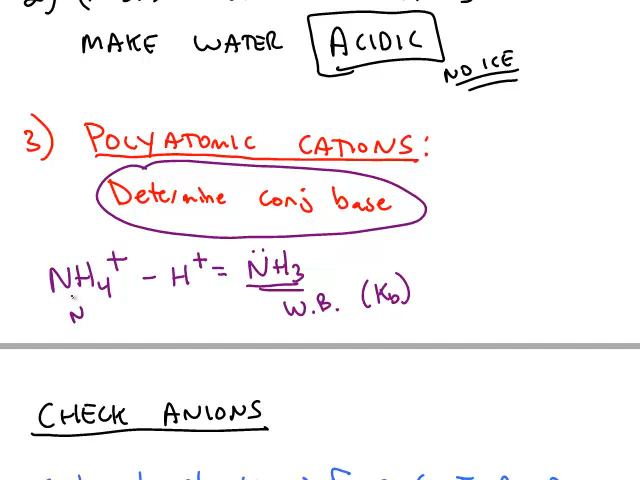 MAKE WATER ACIDIC
NO ICE
3) POLYATOMIC CATIONS:
Determine conj base
NH4+ - H+ = NH3
N
W.B. (Kb)
CHECK ANIONS